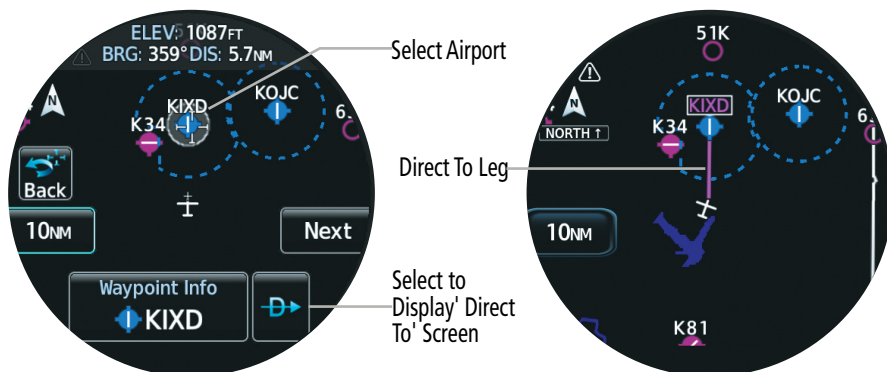 ELEV: 1087FT
BRG: 359° DIS: 5.7NM
KIXD
KOJC
K34
6
N
Back
10NM
Next
Waypoint Info
KIXD
D
Select Airport
Direct To Leg
Select to
Display' Direct
To' Screen
51K
N
NORTH ↑
KIXD
KOJC
K34
6
10NM
K81